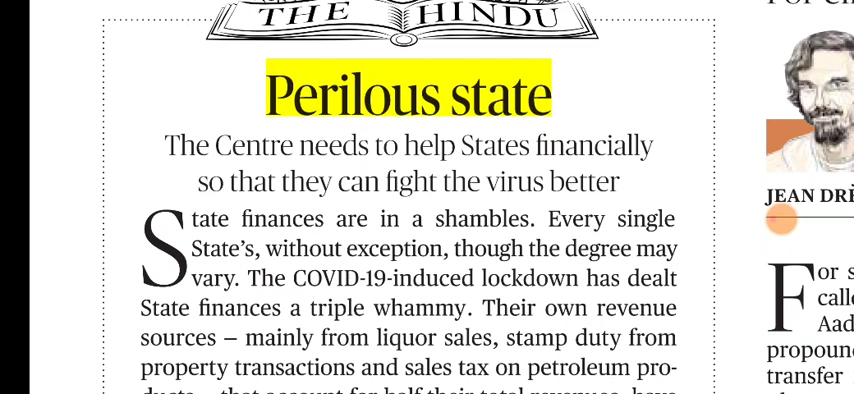 THE HINDU
Perilous state
The Centre needs to help States financially
so that they can fight the virus better
State finances are in a shambles. Every single
State's, without exception, though the degree may
vary. The COVID-19-induced lockdown has dealt
State finances a triple whammy. Their own revenue
sources – mainly from liquor sales, stamp duty from
property transactions and sales tax on petroleum pro-
JEAN DRÈ
For s
calle
Aad
propoun
transfer